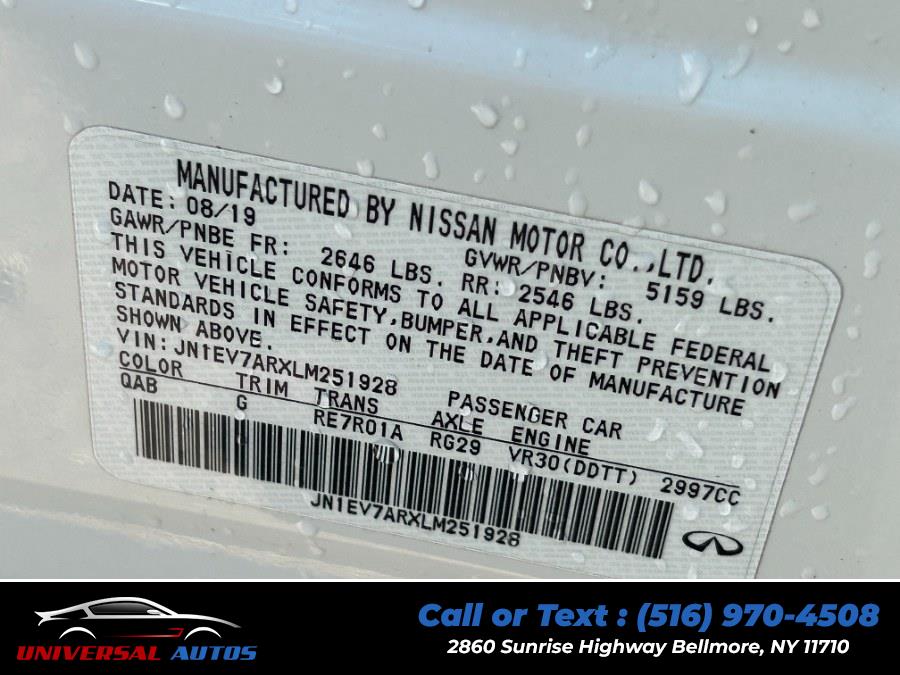 MANUFACTURED BY NISSAN MOTOR CO.,LTD.
DATE: 08/19 GVWR/PNBV: 5159 LBS.
GAWR/PNBE FR: 2646 LBS. RR: 2546 LBS.
THIS VEHICLE CONFORMS TO ALL APPLICABLE FEDERAL
MOTOR VEHICLE SAFETY,BUMPER,AND THEFT PREVENTION
STANDARDS IN EFFECT ON THE DATE OF MANUFACTURE
SHOWN ABOVE.
VIN:JN1EV7ARXLM251928 PASSENGER CAR
COLOR TRIM TRANS AXLE ENGINE
QAB G RE7R01A RG29 VR30(DDTT) 2997CC
JN1EV7ARXLM251928
UNIVERSAL AUTOS
Call or Text : (516) 970-4508
2860 Sunrise Highway Bellmore, NY 11710